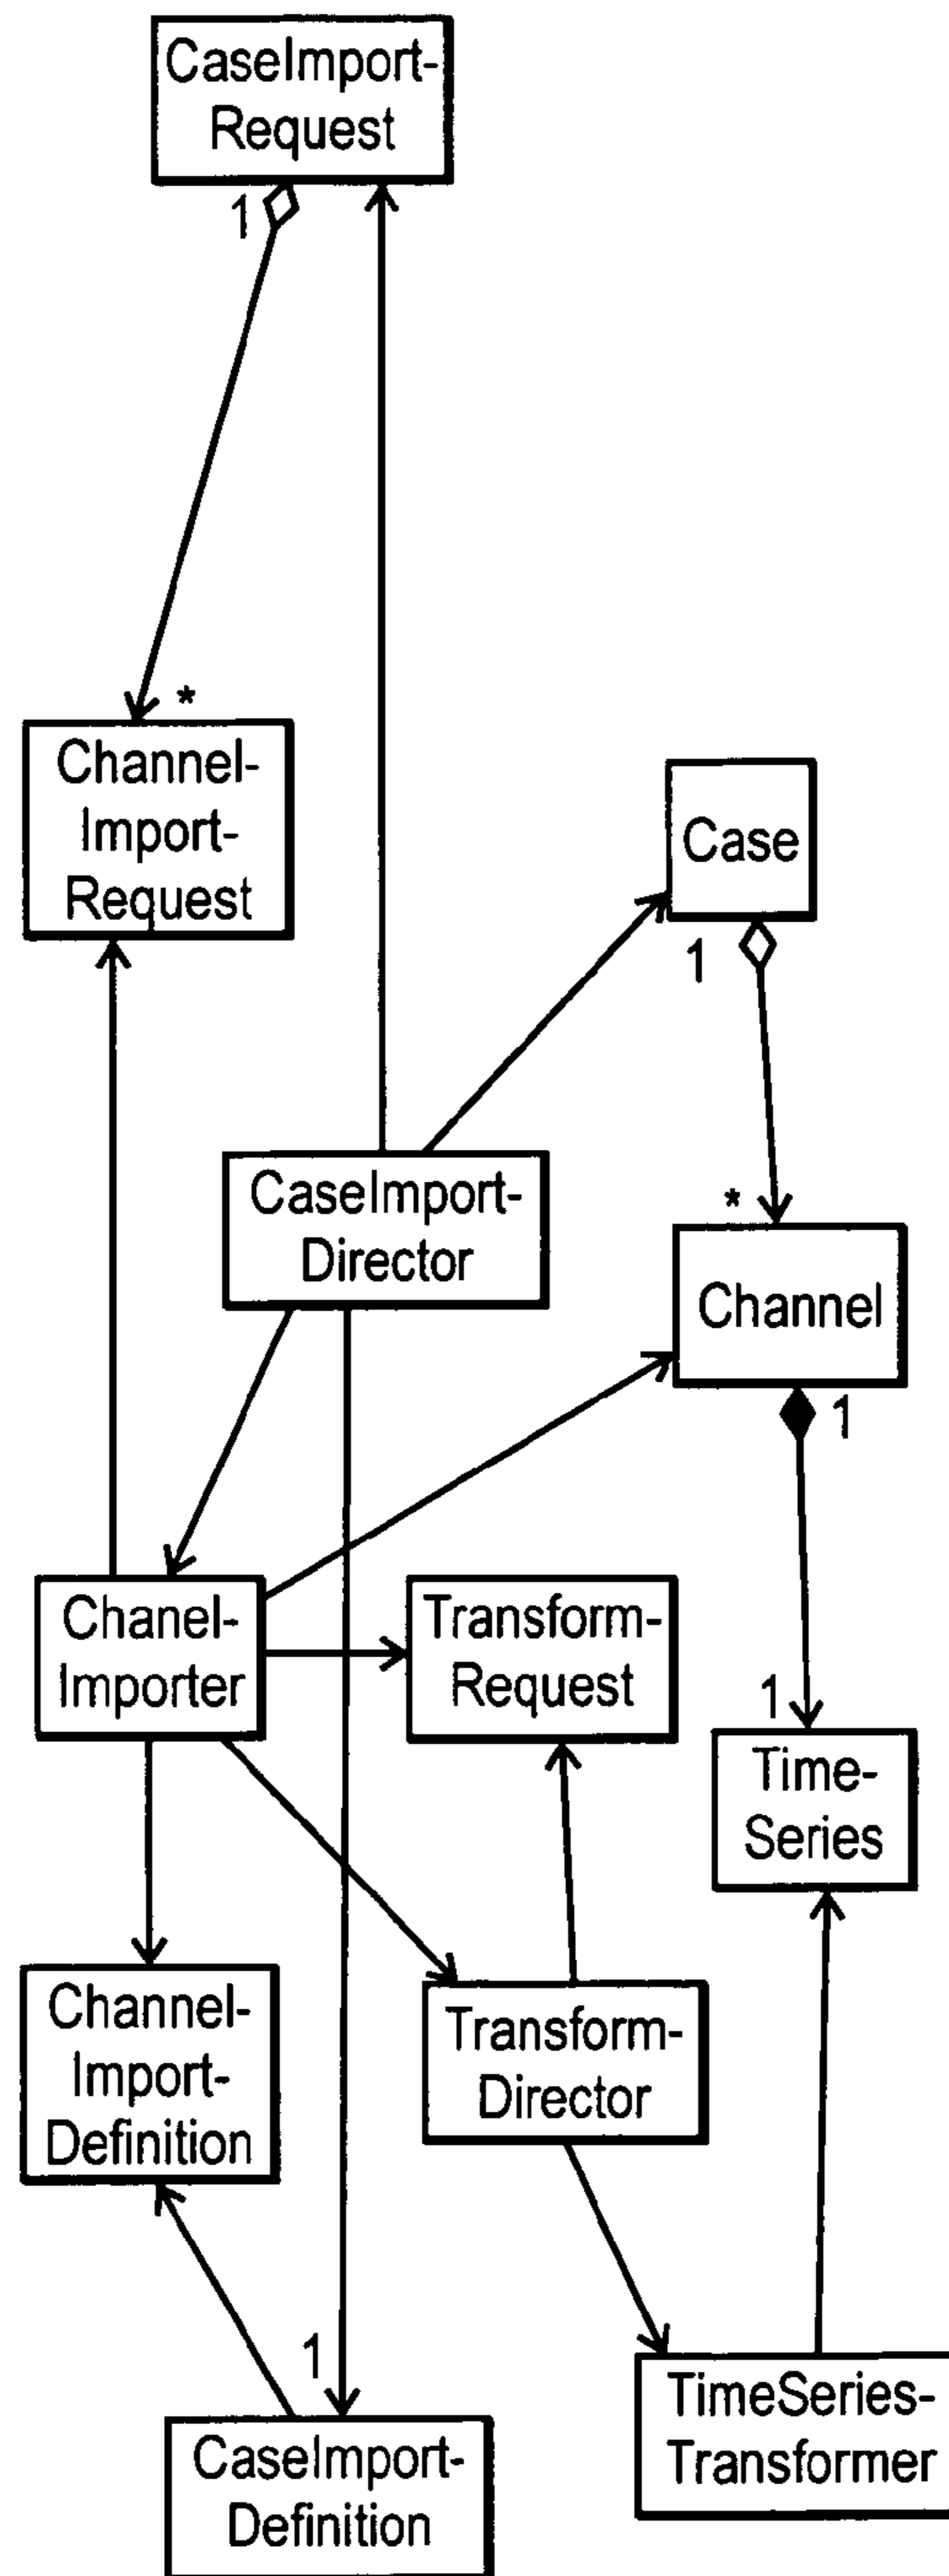 CaseImport-
Request
1
*
Channel-
Import-
Request
Case
1
CaseImport-
Director
*
Channel
1
Chanel-
Importer
Transform-
Request
1
Time-
Series
Channel-
Import-
Definition
Transform-
Director
1
CaseImport-
Definition
TimeSeries-
Transformer